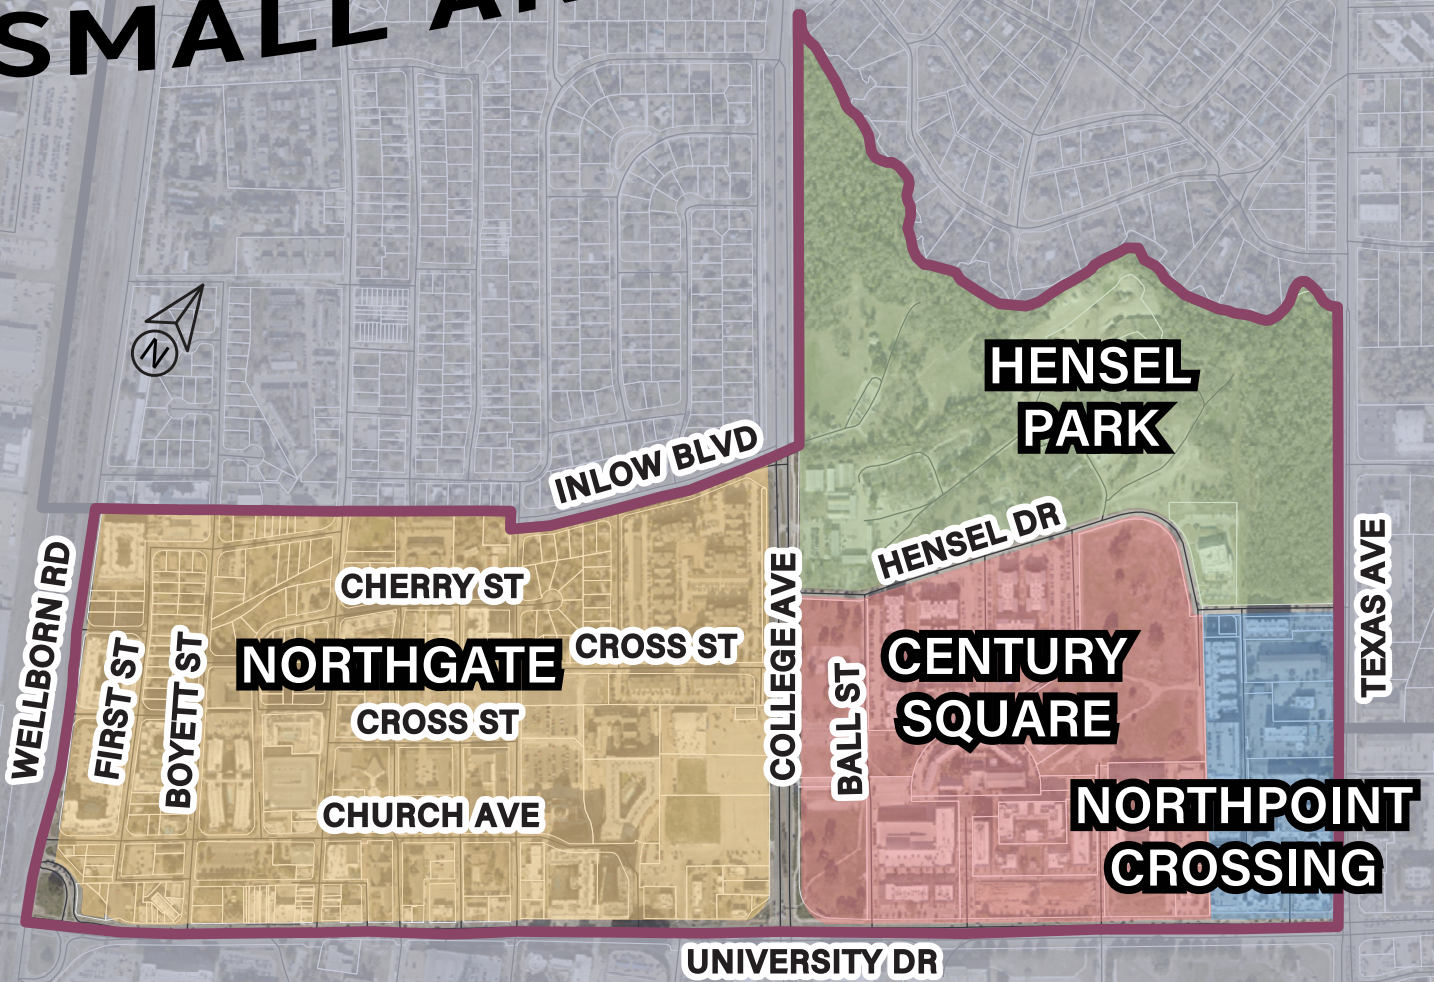 SMALL
HENSEL
PARK
INLOW BLVD
HENSEL DR
WELLBORN RD
FIRST ST
BOYETT ST
CHERRY ST
NORTHGATE
CROSS ST
CROSS ST
CHURCH AVE
COLLEGE AVE
BALL ST
CENTURY
SQUARE
TEXAS AVE
NORTHPOINT
CROSSING
UNIVERSITY DR
N